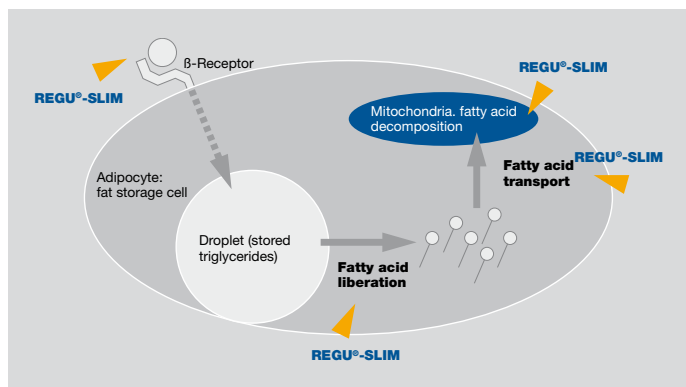 ß-Receptor
REGU®-SLIM
REGU®-SLIM
Mitochondria. fatty acid
decomposition
REGU®-SLIM
Fatty acid
transport
Adipocyte:
fat storage cell
Droplet (stored
triglycerides)
Fatty acid
liberation
REGU®-SLIM